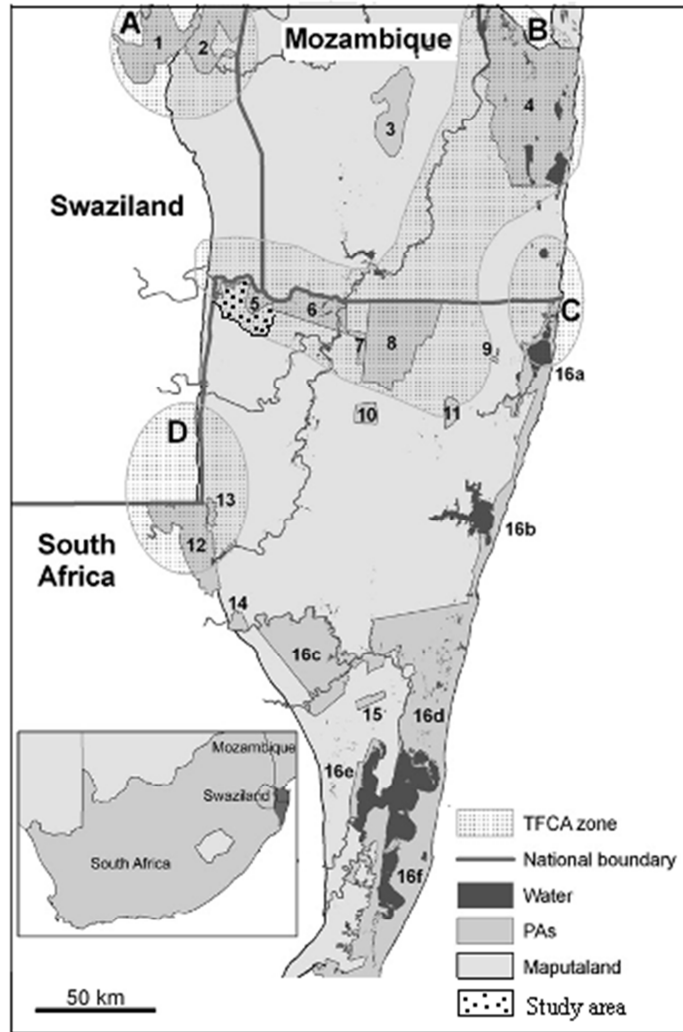 A
1
2
Mozambique
B
3
4
Swaziland
5
6
7
8
9
C
16a
10
11
D
13
12
16b
South
Africa
14
16c
15
16d
16e
16f
Mozambique
Swaziland
South Africa
TFCA zone
National boundary
Water
PAs
Maputaland
Study area
50 km